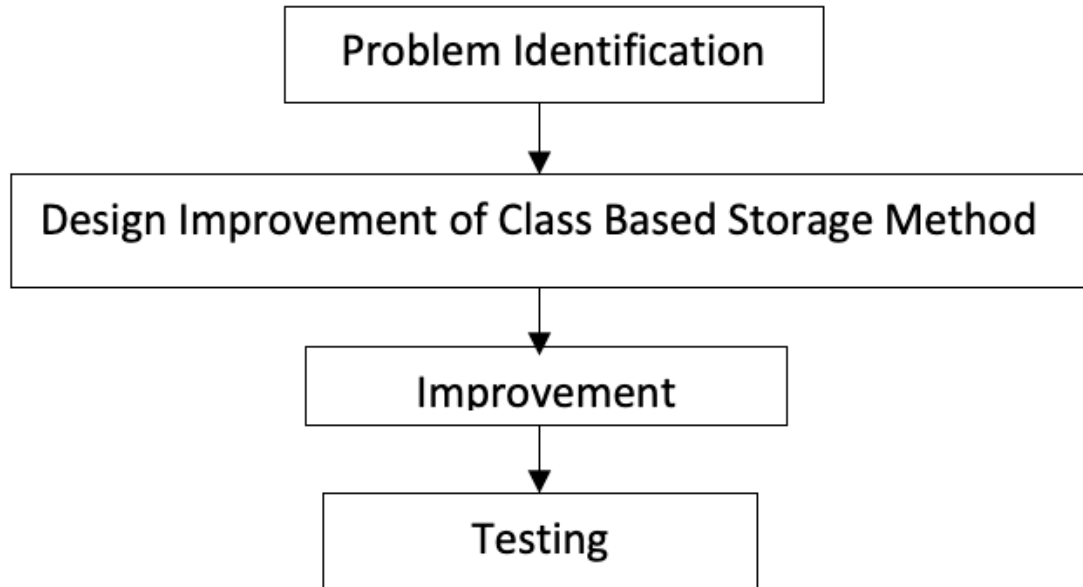 Problem Identification
Design Improvement of Class Based Storage Method
Improvement
Testing